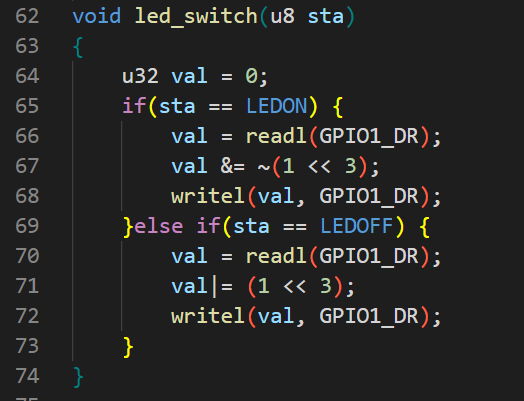 62 void led_switch(u8 sta)
63 {
64     u32 val = 0;
65     if(sta == LEDON) {
66         val = readl(GPIO1_DR);
67         val &= ~(1 << 3);
68         writel(val, GPIO1_DR);
69     }else if(sta == LEDOFF) {
70         val = readl(GPIO1_DR);
71         val|= (1 << 3);
72         writel(val, GPIO1_DR);
73     }
74 }